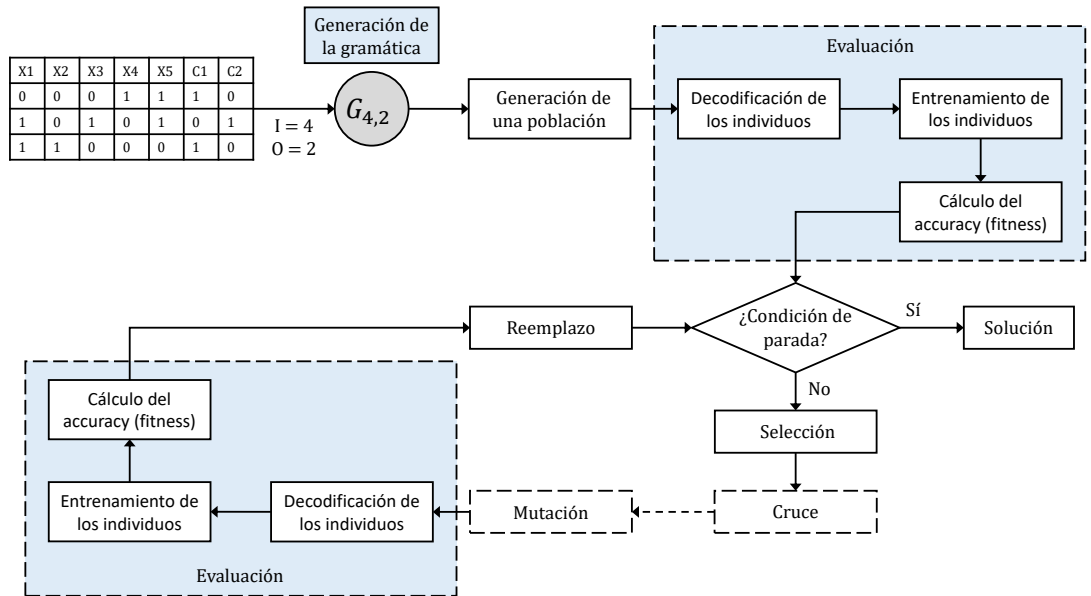 Generación de
la gramática
X1 X2 X3 X4 X5 C1 C2
0 0 0 1 1 1 0
1 0 1 0 1 0 1
1 1 0 0 0 1 0
I = 4
O = 2
G4,2
Generación de
una población
Evaluación
Decodificación de
los individuos
Entrenamiento de
los individuos
Cálculo del
accuracy (fitness)
¿Condición de
parada?
Sí
Solución
No
Selección
Cruce
Mutación
Evaluación
Decodificación de
los individuos
Entrenamiento de
los individuos
Cálculo del
accuracy (fitness)
Reemplazo